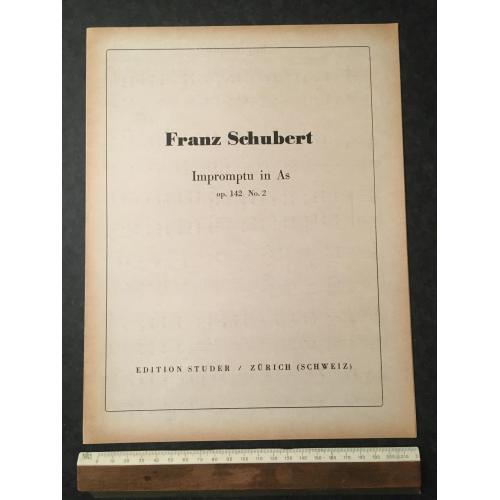 Franz Schubert
Impromptu in As
op. 142 No. 2
EDITION STUDER / ZÜRICH (SCHWEIZ)